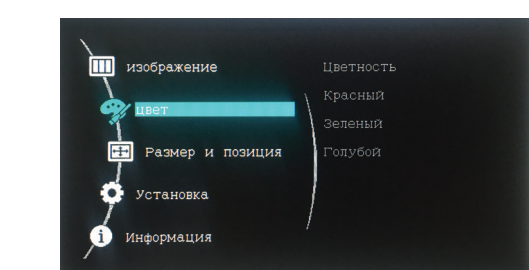 изображение
цвет
Размер и позиция
Установка
Информация
Цветность
Красный
Зеленый
Голубой